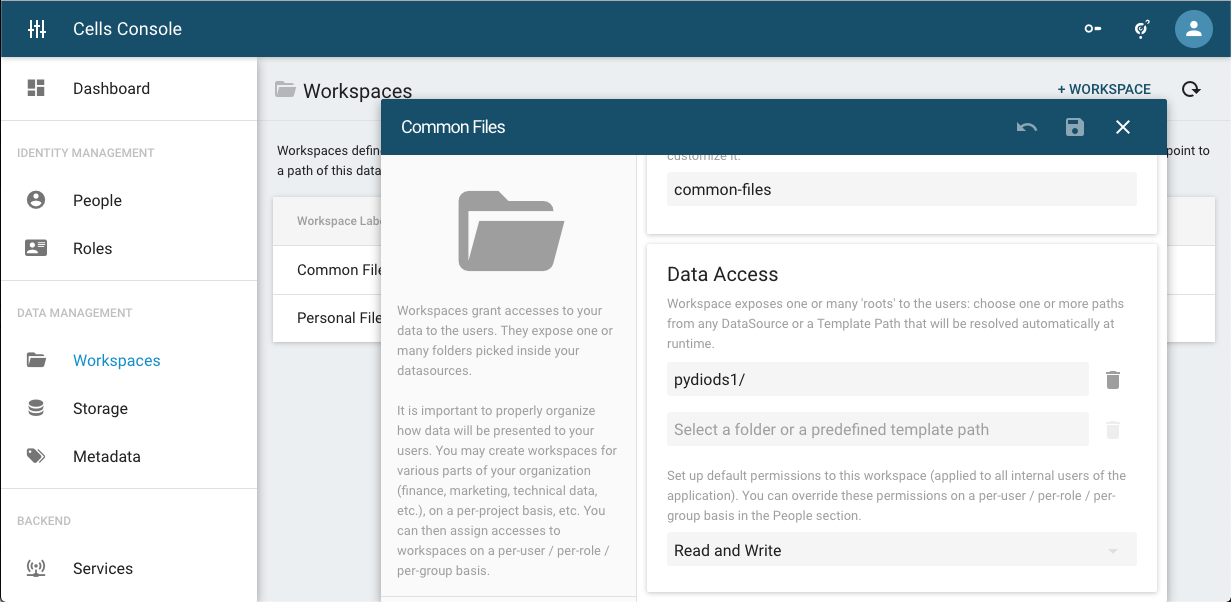 Cells Console
Dashboard
IDENTITY MANAGEMENT
People
Roles
DATA MANAGEMENT
Workspaces
Storage
Metadata
BACKEND
Services
Workspaces
+ WORKSPACE
Workspaces
point to
a path of this data
Workspace
Common
Personal
Common Files
Workspaces grant accesses to your
data to the users. They expose one or
many folders picked inside your
datasources.
It is important to properly organize
how data will be presented to your
users. You may create workspaces for
various parts of your organization
(finance, marketing, technical data,
etc.), on a per-project basis, etc. You
can then assign accesses to
workspaces on a per-user / per-role /
per-group basis.
customize it.
common-files
Data Access
Workspace exposes one or many 'roots' to the users: choose one or more paths
from any DataSource or a Template Path that will be resolved automatically at
runtime.
pydiods1/
Select a folder or a predefined template path
Set up default permissions to this workspace (applied to all internal users of the
application). You can override these permissions on a per-user / per-role / per-
group basis in the People section.
Read and Write